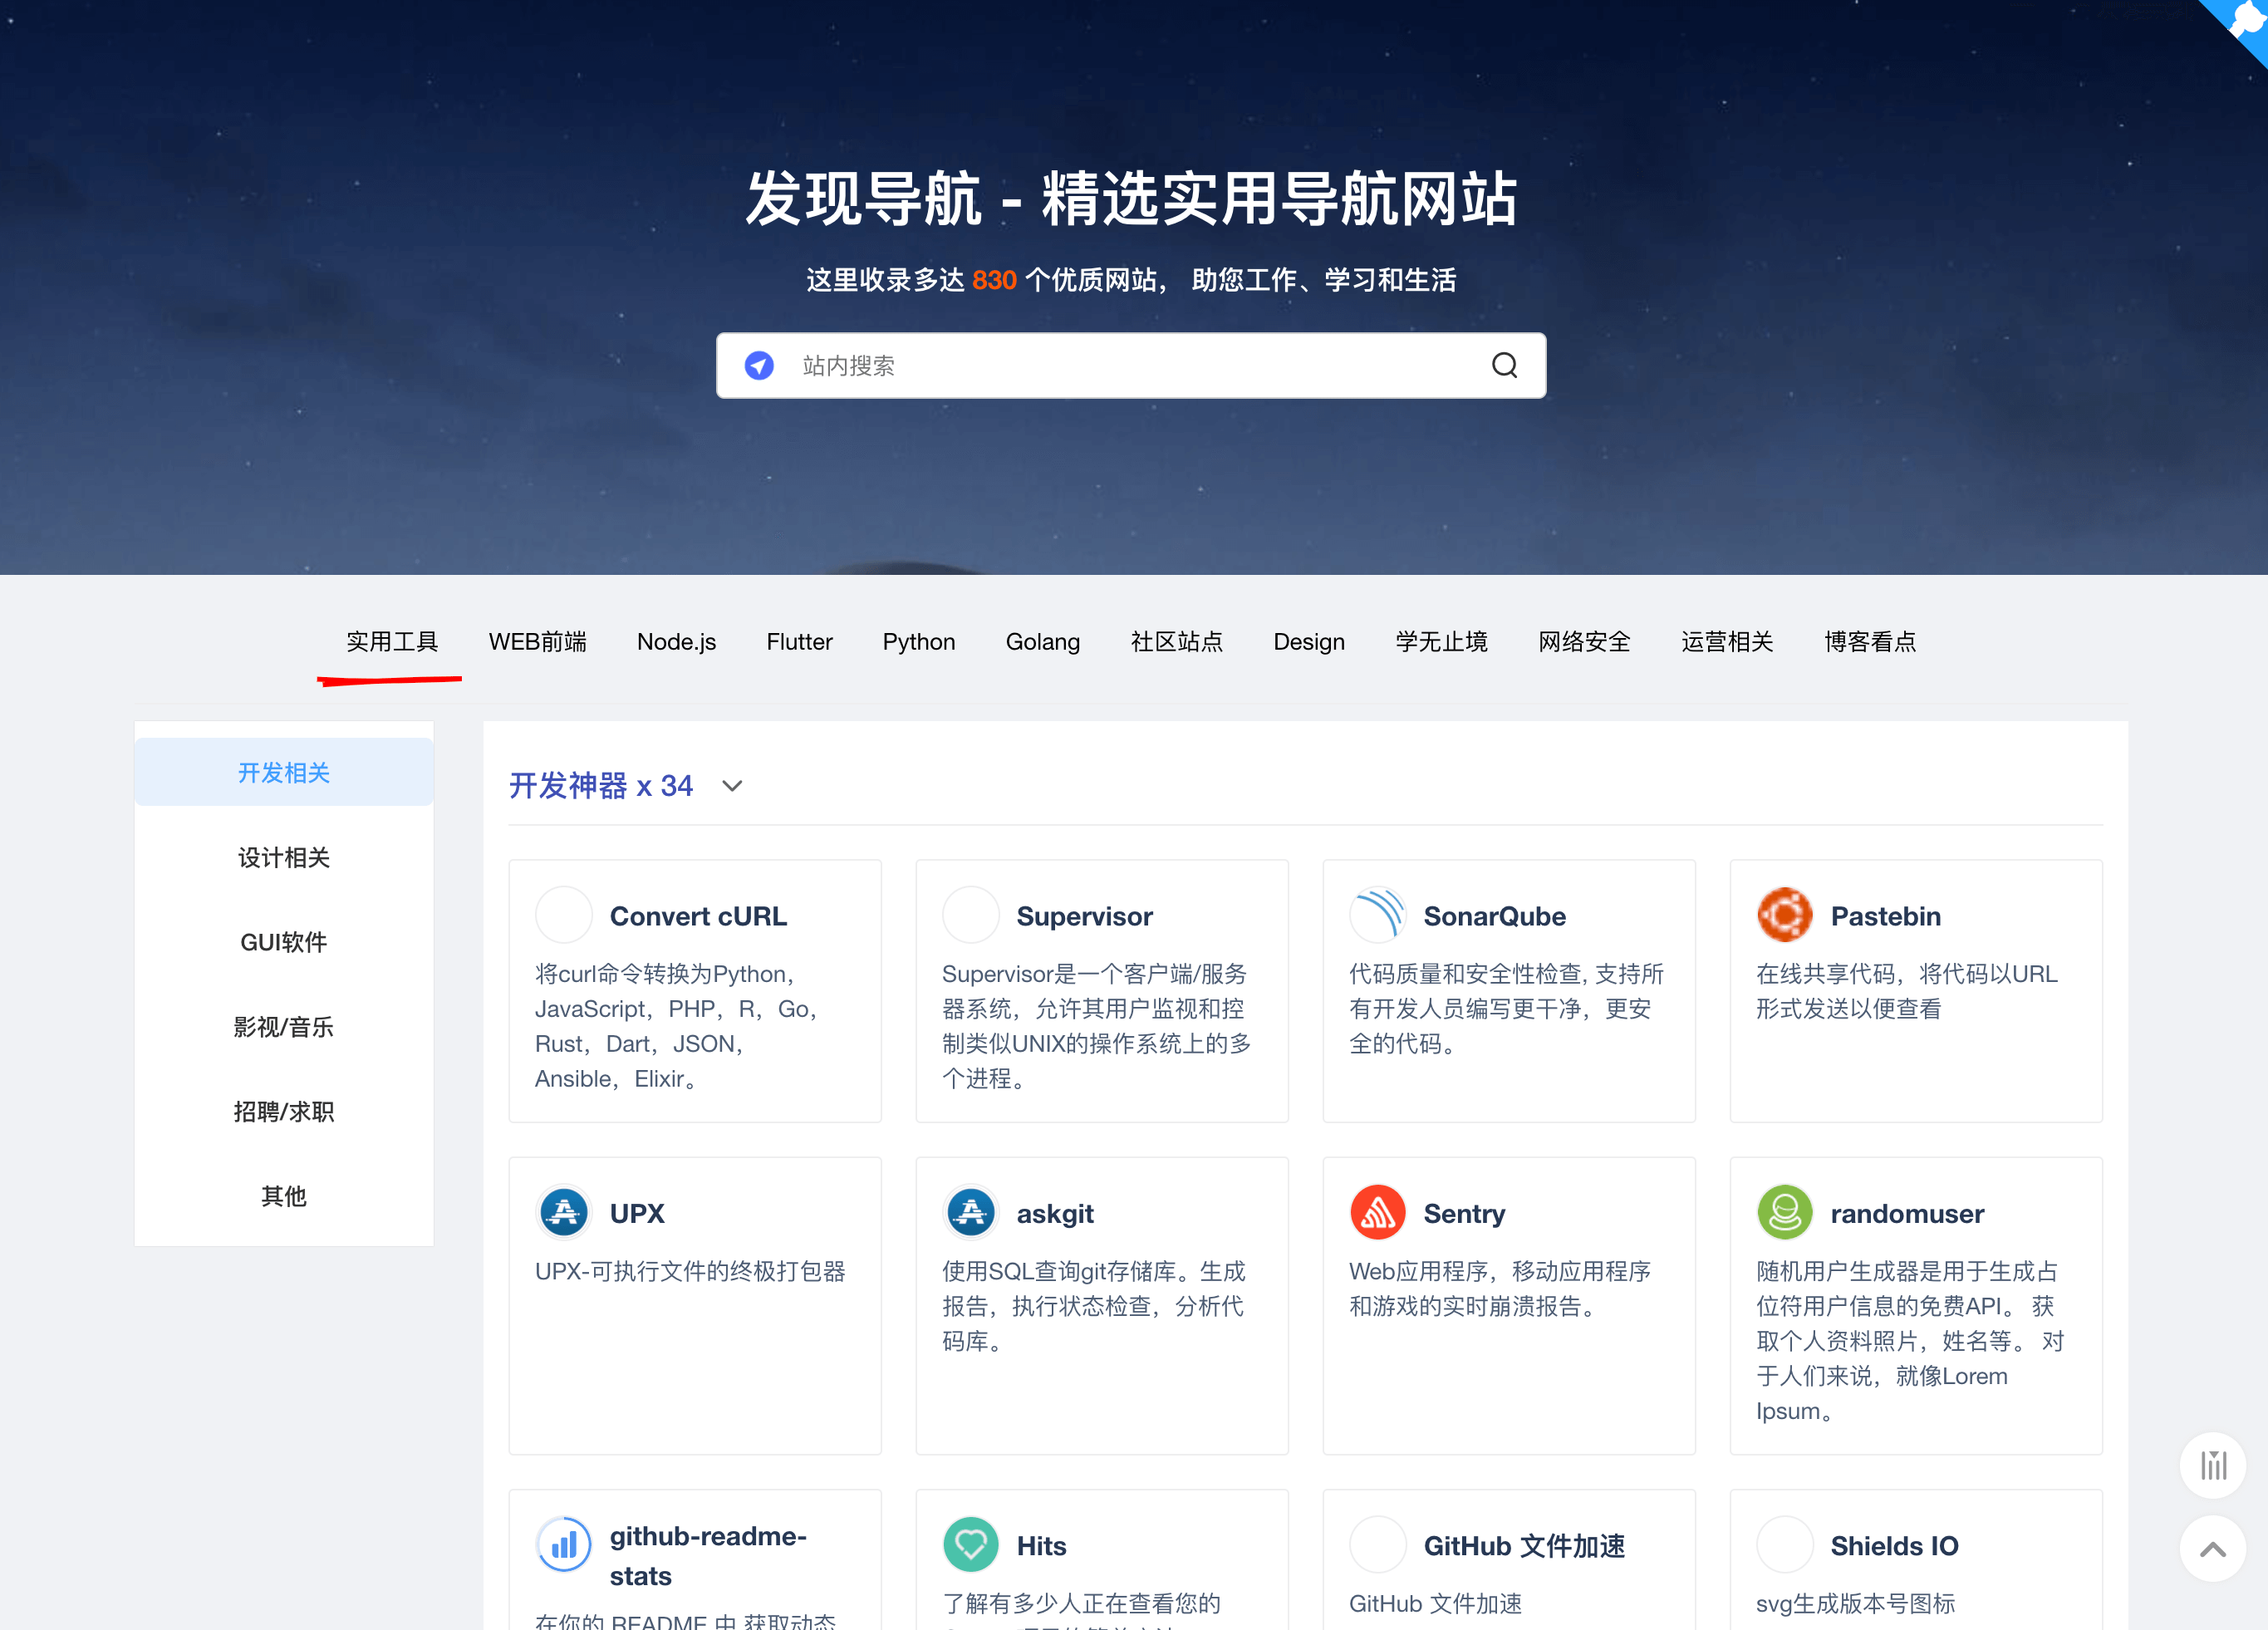 发现导航 - 精选实用导航网站
这里收录多达 830 个优质网站， 助您工作、学习和生活
站内搜索
实用工具 WEB前端 Node.js Flutter Python Golang 社区站点 Design 学无止境 网络安全 运营相关 博客看点
开发相关
设计相关
GUI软件
影视/音乐
招聘/求职
其他
开发神器 x 34
Convert cURL
将curl命令转换为Python，
JavaScript，PHP，R，Go，
Rust，Dart，JSON，
Ansible，Elixir。
Supervisor
Supervisor是一个客户端/服务
器系统，允许其用户监视和控
制类似UNIX的操作系统上的多
个进程。
SonarQube
代码质量和安全性检查, 支持所
有开发人员编写更干净，更安
全的代码。
Pastebin
在线共享代码，将代码以URL
形式发送以便查看
UPX
UPX-可执行文件的终极打包器
askgit
使用SQL查询git存储库。生成
报告，执行状态检查，分析代
码库。
Sentry
Web应用程序，移动应用程序
和游戏的实时崩溃报告。
randomuser
随机用户生成器是用于生成占
位符用户信息的免费API。 获
取个人资料照片，姓名等。 对
于人们来说，就像Lorem
Ipsum。
github-readme-
stats
在你的 README 中 获取动态
Hits
了解有多少人正在查看您的
GitHub 文件加速
GitHub 文件加速
Shields IO
svg生成版本号图标